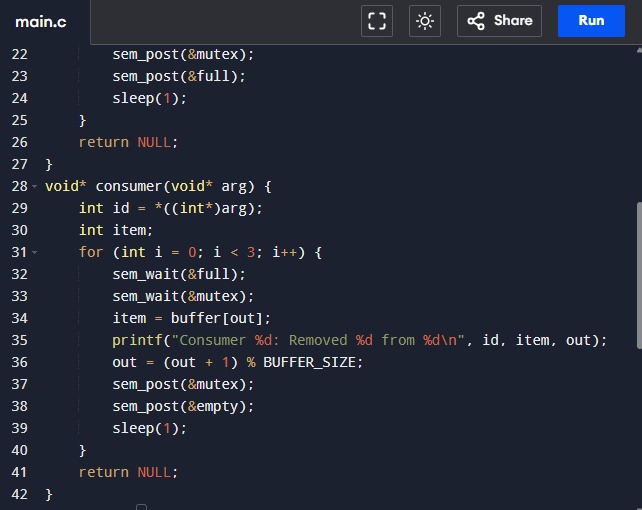 main.c
Share
Run
22 sem_post(&mutex);
23 sem_post(&full);
24 sleep(1);
25 }
26 return NULL;
27 }
28 void* consumer(void* arg) {
29 int id = *((int*)arg);
30 int item;
31 for (int i = 0; i < 3; i++) {
32 sem_wait(&full);
33 sem_wait(&mutex);
34 item = buffer[out];
35 printf("Consumer %d: Removed %d from %d\n", id, item, out);
36 out = (out + 1) % BUFFER_SIZE;
37 sem_post(&mutex);
38 sem_post(&empty);
39 sleep(1);
40 }
41 return NULL;
42 }